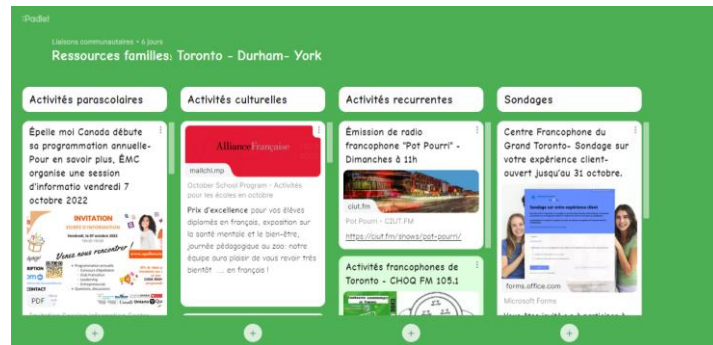 :Padlet
Liaisons communautaires • 6 jours
Ressources familles: Toronto - Durham- York
Activités parascolaires
Épelle moi Canada débute
sa programmation annuelle-
Pour en savoir plus, ÉMC
organise une session
d'informatio vendredi 7
octobre 2022
INVITATION
Venez nous rencontrer !
PDF
Activités culturelles
AllianceFrançaise
mailchi.mp
October School Program - Activités
pour les écoles en octobre
Prix d'excellence pour vos élèves
diplomés en français, exposition sur
la santé mentale et le bien-être,
journée pédagogique au zoo: notre
équipe aura plaisir de vous revoir très
bientôt .... en français !
Activités recurrentes
Émission de radio
francophone "Pot Pourri" -
Dimanches à 11h
ciut.fm
Pot Pourri - CIUT.FM
https://ciut.fm/shows/pot-pourri/
Activités francophones de
Toronto - CHOQ FM 105.1
Sondages
Centre Francophone du
Grand Toronto- Sondage sur
votre expérience client-
ouvert jusqu'au 31 octobre.
Sondage sur votre expérience client
forms.office.com
Microsoft Forms